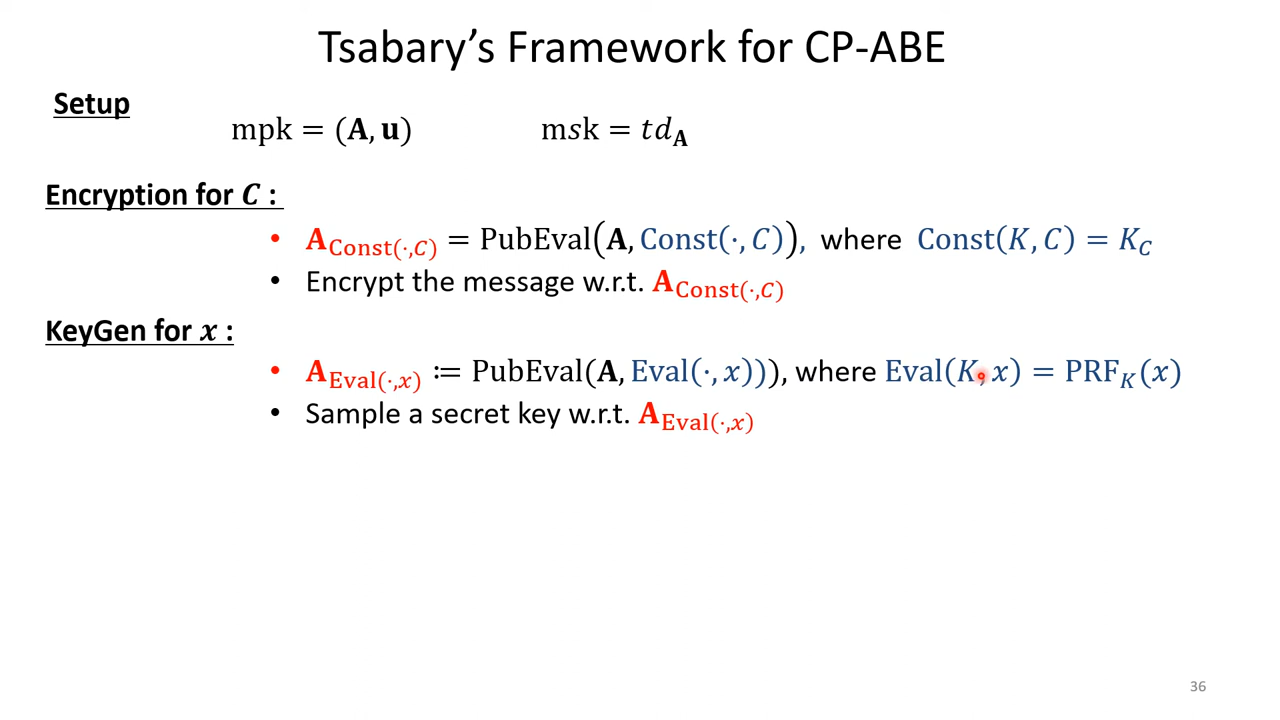 Tsabary’s Framework for CP-ABE
Setup
mpk = (A, u) msk = td_A
Encryption for C :
• A_Const(·,C) = PubEval(A, Const(·, C)), where Const(K, C) = K_C
• Encrypt the message w.r.t. A_Const(·,C)
KeyGen for x :
• A_Eval(·,x) ≔ PubEval(A, Eval(·, x))), where Eval(K, x) = PRF_K(x)
• Sample a secret key w.r.t. A_Eval(·,x)
36